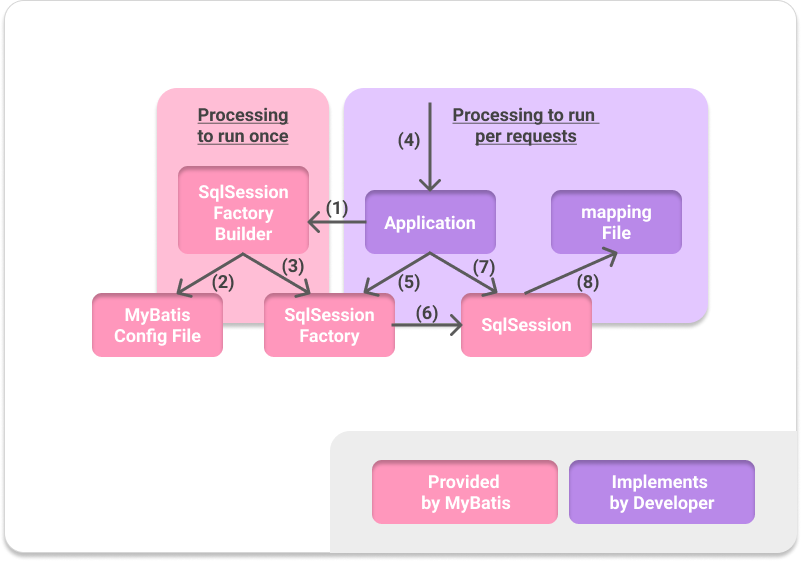 Processing
to run once
Processing to run
per requests
(4)
SqlSession
Factory
Builder
(1)
Application
mapping
File
(2)
(3)
(5)
(7)
(8)
MyBatis
Config File
SqlSession
Factory
(6)
SqlSession
Provided
by MyBatis
Implements
by Developer